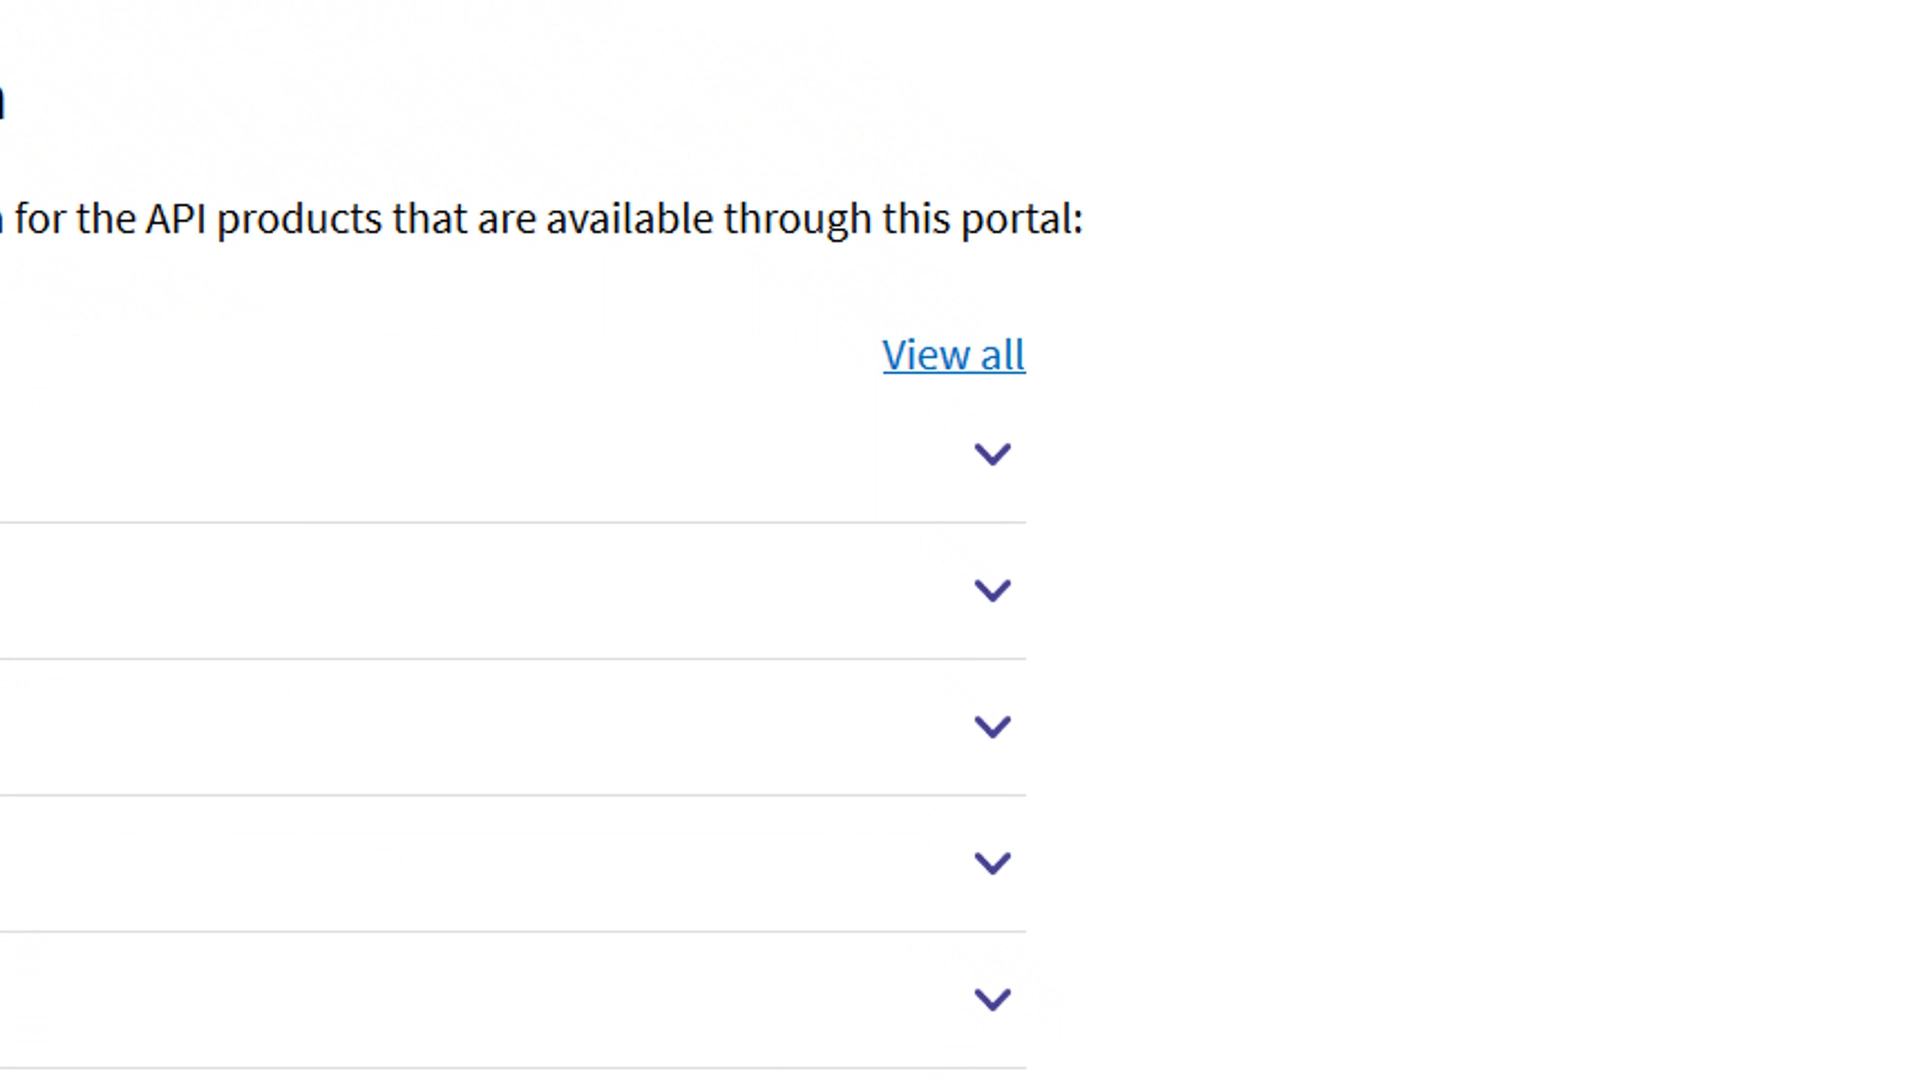 for the API products that are available through this portal:
View all